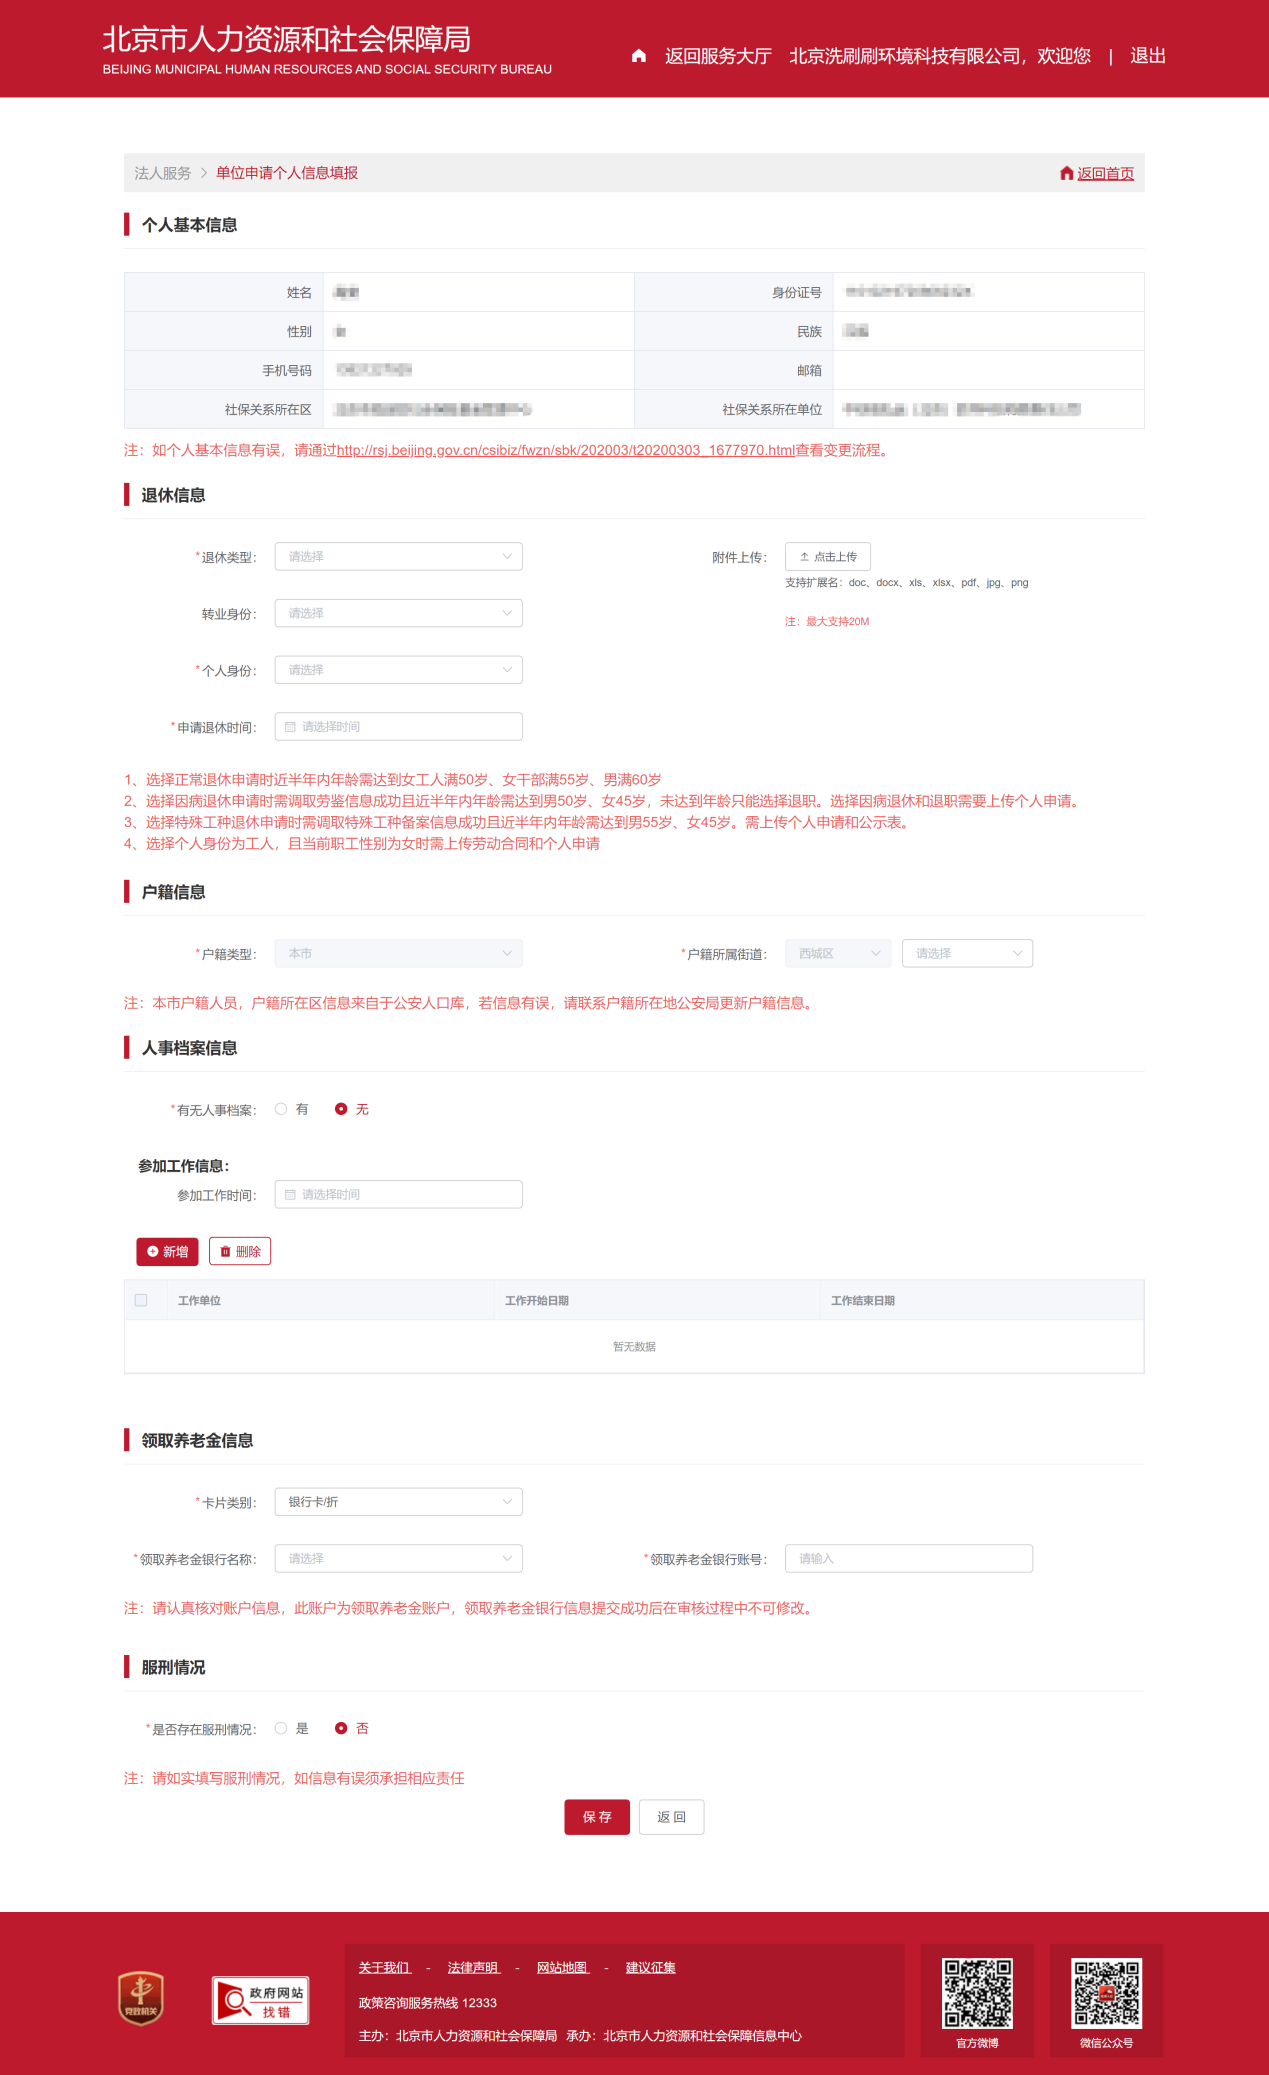 北京市人力资源和社会保障局
BEIJING MUNICIPAL HUMAN RESOURCES AND SOCIAL SECURITY BUREAU
返回服务大厅 北京洗刷刷环境科技有限公司，欢迎您 | 退出
法人服务 > 单位申请个人信息填报
返回首页
个人基本信息
姓名
身份证号
性别
民族
手机号码
邮箱
社保关系所在区
社保关系所在单位
注：如个人基本信息有误，请通过http://rsj.beijing.gov.cn/csibiz/fwzn/sbk/202003/t20200303_1677970.html查看变更流程。
退休信息
*退休类型： 请选择
附件上传： 点击上传
支持扩展名：doc、docx、xls、xlsx、pdf、jpg、png
转业身份： 请选择
注：最大支持20M
*个人身份： 请选择
*申请退休时间： 请选择时间
1、选择正常退休申请时近半年内年龄需达到女工人满50岁、女干部满55岁、男满60岁
2、选择因病退休申请时需调取劳鉴信息成功且近半年内年龄需达到男50岁、女45岁，未达到年龄只能选择退职。选择因病退休和退职需要上传个人申请。
3、选择特殊工种退休申请时需调取特殊工种备案信息成功且近半年内年龄需达到男55岁、女45岁。需上传个人申请和公示表。
4、选择个人身份为工人，且当前职工性别为女时需上传劳动合同和个人申请
户籍信息
*户籍类型： 本市
*户籍所属街道： 西城区 请选择
注：本市户籍人员，户籍所在区信息来自于公安人口库，若信息有误，请联系户籍所在地公安局更新户籍信息。
人事档案信息
*有无人事档案： 有 无
参加工作信息：
参加工作时间： 请选择时间
新增 删除
工作单位 工作开始日期 工作结束日期
暂无数据
领取养老金信息
*卡片类别： 银行卡/折
*领取养老金银行名称： 请选择
*领取养老金银行账号： 请输入
注：请认真核对账户信息，此账户为领取养老金账户，领取养老金银行信息提交成功后在审核过程中不可修改。
服刑情况
*是否存在服刑情况： 是 否
注：请如实填写服刑情况，如信息有误须承担相应责任
保存 返回
关于我们 - 法律声明 - 网站地图 - 建议征集
政策咨询服务热线 12333
主办：北京市人力资源和社会保障局 承办：北京市人力资源和社会保障信息中心
党政机关
政府网站
找错
官方微博
微信公众号